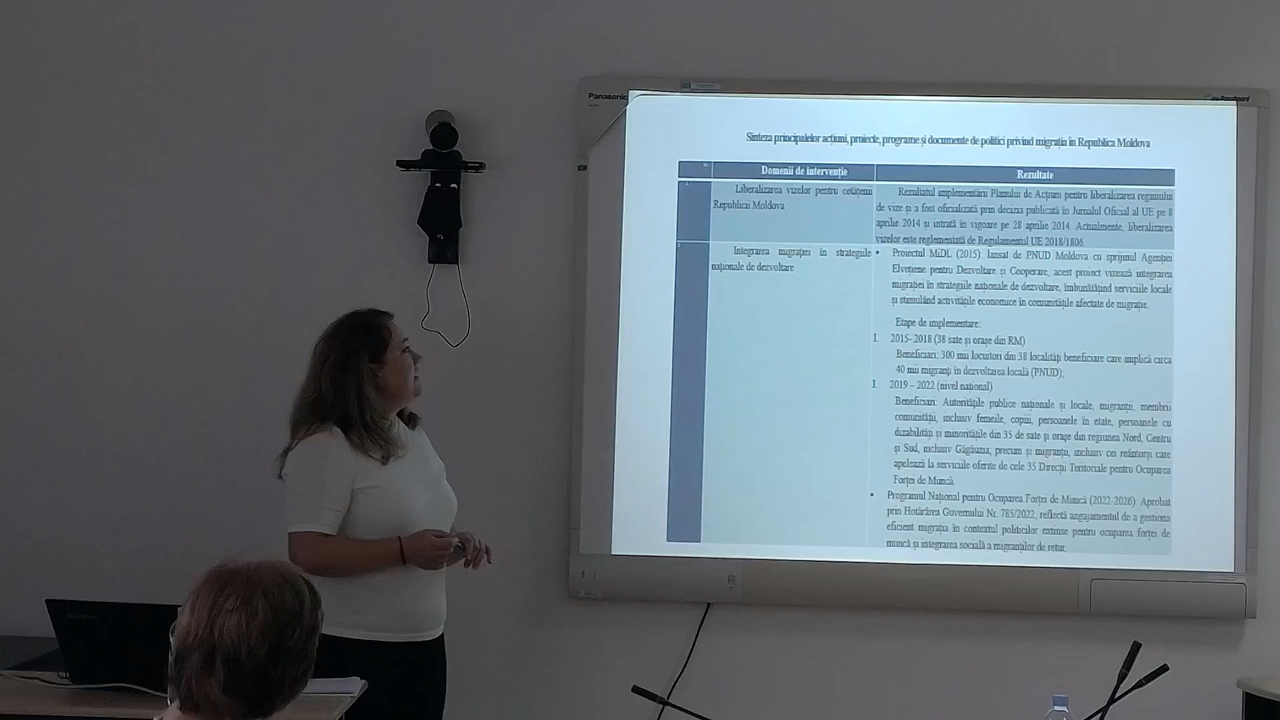 Panasonic
Sinteza principalelor acțiuni, proiecte, programe și documente de politici privind migrația în Republica Moldova
Domenii de intervenție
Rezultate
Liberalizarea vizelor pentru cetățenii
Republicii Moldova
Rezultatul implementării Planului de Acțiuni pentru liberalizarea regimului
de vize și a fost oficializată prin decizia publicată în Jurnalul Oficial al UE pe 8
aprilie 2014 și intrată în vigoare pe 28 aprilie 2014. Actualmente, liberalizarea
vizelor este reglementată de Regulamentul UE 2018/1806.
Integrarea migrației în strategiile
naționale de dezvoltare
• Proiectul MiDL (2015): lansat de PNUD Moldova cu sprijinul Agenției
Elvețiene pentru Dezvoltare și Cooperare, acest proiect vizează integrarea
migrației în strategiile naționale de dezvoltare, îmbunătățind serviciile locale
și stimulând activitățile economice în comunitățile afectate de migrație.
Etape de implementare:
I. 2015- 2018 (38 sate și orașe din RM)
Beneficiari: 300 mii locuitori din 38 localități beneficiare care implică circa
40 mii migranți în dezvoltarea locală (PNUD);
I. 2019 – 2022 (nivel național)
Beneficiari: Autoritățile publice naționale și locale, migranții, membrii
comunității, inclusiv femeile, copiii, persoanele în etate, persoanele cu
dizabilități și minoritățile din 35 de sate și orașe din regiunea Nord, Centru
și Sud, inclusiv Găgăuzia, precum și migranții, inclusiv cei reîntorși care
apelează la serviciile oferite de cele 35 Direcții Teritoriale pentru Ocuparea
Forței de Muncă.
• Programul Național pentru Ocuparea Forței de Muncă (2022-2026): Aprobat
prin Hotărârea Guvernului Nr. 785/2022, reflectă angajamentul de a gestiona
eficient migrația în contextul politicilor extinse pentru ocuparea forței de
muncă și integrarea socială a migranților de retur.